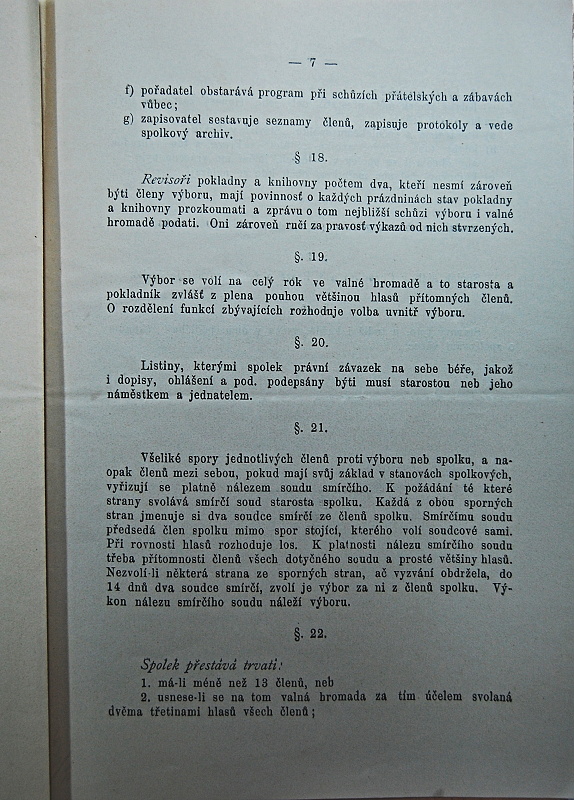 — 7 —
f) pořadatel obstarává program při schůzích přátelských a zábavách
vůbec;
g) zapisovatel sestavuje seznamy členů, zapisuje protokoly a vede
spolkový archiv.
§ 18.
Revisoři pokladny a knihovny počtem dva, kteří nesmí zároveň
býti členy výboru, mají povinnosť o každých prázdninách stav pokladny
a knihovny prozkoumati a zprávu o tom nejbližší schůzi výboru i valné
hromadě podati. Oni zároveň ručí za pravosť výkazů od nich stvrzených.
§. 19.
Výbor se volí na celý rok ve valné hromadě a to starosta a
pokladník zvlášť z plena pouhou většinou hlasů přítomných členů.
O rozdělení funkcí zbývajících rozhoduje volba uvnitř výboru.
§. 20.
Listiny, kterými spolek právní závazek na sebe béře, jakož
i dopisy, ohlášení a pod. podepsány býti musí starostou neb jeho
náměstkem a jednatelem.
§. 21.
Všeliké spory jednotlivých členů proti výboru neb spolku, a na-
opak členů mezi sebou, pokud mají svůj základ v stanovách spolkových,
vyřizují se platně nálezem soudu smírčího. K požádání té které
strany svolává smírčí soud starosta spolku. Každá z obou sporných
stran jmenuje si dva soudce smírčí ze členů spolku. Smírčímu soudu
předsedá člen spolku mimo spor stojící, kterého volí soudcové sami.
Při rovnosti hlasů rozhoduje los. K platnosti nálezu smírčího soudu
třeba přítomnosti členů všech dotyčného soudu a prosté většiny hlasů.
Nezvolí-li některá strana ze sporných stran, ač vyzvání obdržela, do
14 dnů dva soudce smírčí, zvolí je výbor za ni z členů spolku. Vý-
kon nálezu smírčího soudu náleží výboru.
§. 22.
Spolek přestává trvati:
1. má-li méně než 13 členů, neb
2. usnese-li se na tom valná hromada za tím účelem svolaná
dvěma třetinami hlasů všech členů;